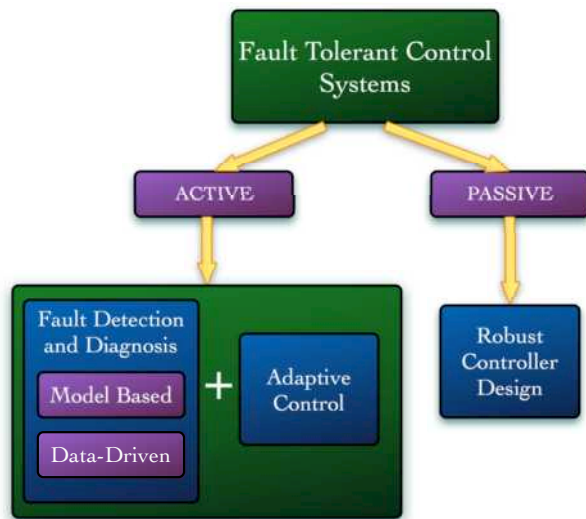 Fault Tolerant Control
Systems
ACTIVE
PASSIVE
Fault Detection
and Diagnosis
Model Based
Data-Driven
+
Adaptive
Control
Robust
Controller
Design